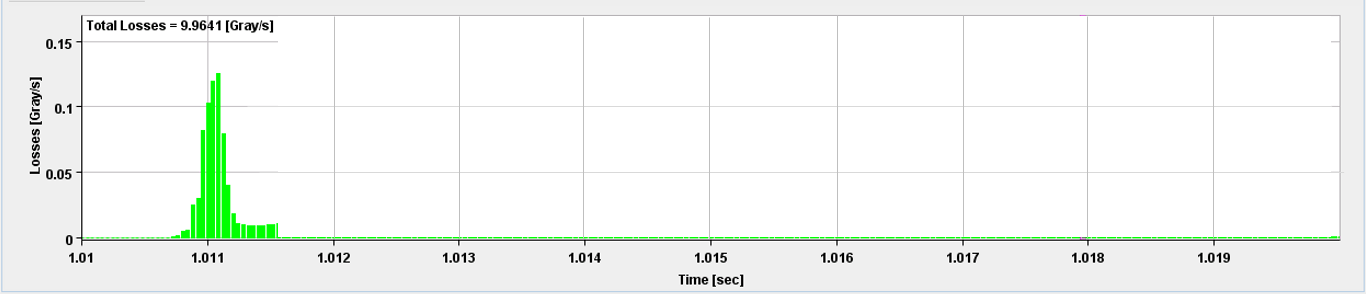 Total Losses = 9.9641 [Gray/s]
0.15
0.1
0.05
0
Losses [Gray/s]
1.01 1.011 1.012 1.013 1.014 1.015 1.016 1.017 1.018 1.019
Time [sec]